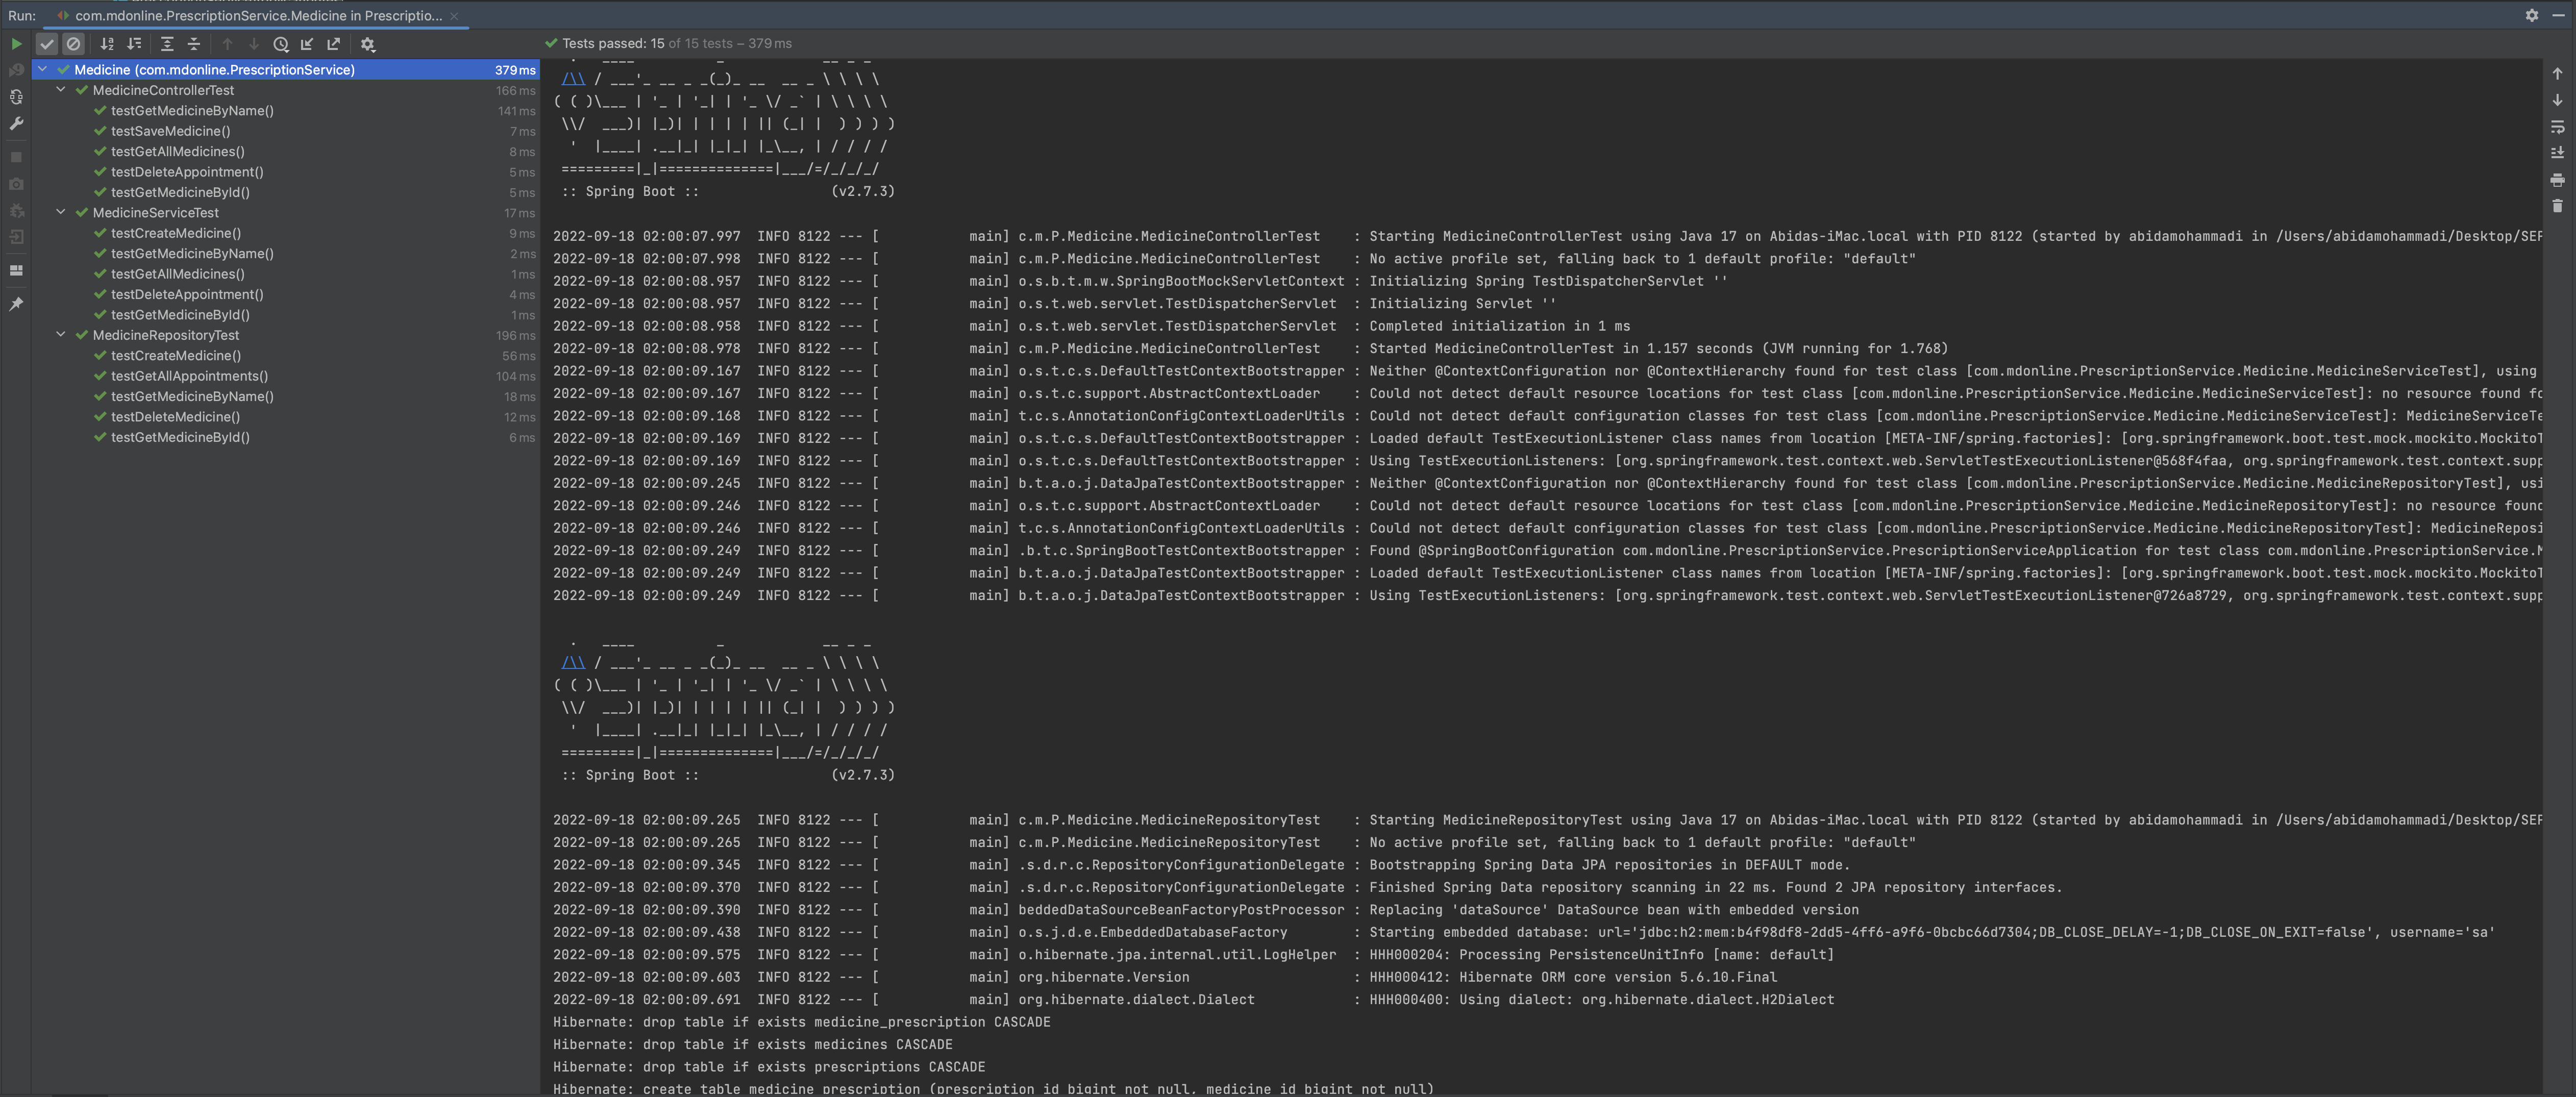 Run: com.mdonline.PrescriptionService.Medicine in Prescriptio...
Tests passed: 15 of 15 tests – 379 ms
Medicine (com.mdonline.PrescriptionService) 379 ms
MedicineControllerTest 166 ms
testGetMedicineByName() 141 ms
testSaveMedicine() 7 ms
testGetAllMedicines() 8 ms
testDeleteAppointment() 5 ms
testGetMedicineById() 5 ms
MedicineServiceTest 17 ms
testCreateMedicine() 9 ms
testGetMedicineByName() 2 ms
testGetAllMedicines() 1 ms
testDeleteAppointment() 4 ms
testGetMedicineById() 1 ms
MedicineRepositoryTest 196 ms
testCreateMedicine() 56 ms
testGetAllAppointments() 104 ms
testGetMedicineByName() 18 ms
testDeleteMedicine() 12 ms
testGetMedicineById() 6 ms
:: Spring Boot :: (v2.7.3)
2022-09-18 02:00:07.997 INFO 8122 --- [ main] c.m.P.Medicine.MedicineControllerTest : Starting MedicineControllerTest using Java 17 on Abidas-iMac.local with PID 8122 (started by abidamohammadi in /Users/abidamohammadi/Desktop/SEP
2022-09-18 02:00:07.998 INFO 8122 --- [ main] c.m.P.Medicine.MedicineControllerTest : No active profile set, falling back to 1 default profile: "default"
2022-09-18 02:00:08.957 INFO 8122 --- [ main] o.s.b.t.m.w.SpringBootMockServletContext : Initializing Spring TestDispatcherServlet ''
2022-09-18 02:00:08.957 INFO 8122 --- [ main] o.s.t.web.servlet.TestDispatcherServlet : Initializing Servlet ''
2022-09-18 02:00:08.958 INFO 8122 --- [ main] o.s.t.web.servlet.TestDispatcherServlet : Completed initialization in 1 ms
2022-09-18 02:00:08.978 INFO 8122 --- [ main] c.m.P.Medicine.MedicineControllerTest : Started MedicineControllerTest in 1.157 seconds (JVM running for 1.768)
2022-09-18 02:00:09.167 INFO 8122 --- [ main] o.s.t.c.s.DefaultTestContextBootstrapper : Neither @ContextConfiguration nor @ContextHierarchy found for test class [com.mdonline.PrescriptionService.Medicine.MedicineServiceTest], using
2022-09-18 02:00:09.167 INFO 8122 --- [ main] o.s.t.c.support.AbstractContextLoader : Could not detect default resource locations for test class [com.mdonline.PrescriptionService.Medicine.MedicineServiceTest]: no resource found fo
2022-09-18 02:00:09.168 INFO 8122 --- [ main] t.c.s.AnnotationConfigContextLoaderUtils : Could not detect default configuration classes for test class [com.mdonline.PrescriptionService.Medicine.MedicineServiceTest]: MedicineServiceTe
2022-09-18 02:00:09.169 INFO 8122 --- [ main] o.s.t.c.s.DefaultTestContextBootstrapper : Loaded default TestExecutionListener class names from location [META-INF/spring.factories]: [org.springframework.boot.test.mock.mockito.MockitoT
2022-09-18 02:00:09.169 INFO 8122 --- [ main] o.s.t.c.s.DefaultTestContextBootstrapper : Using TestExecutionListeners: [org.springframework.test.context.web.ServletTestExecutionListener@568f4faa, org.springframework.test.context.supp
2022-09-18 02:00:09.245 INFO 8122 --- [ main] b.t.a.o.j.DataJpaTestContextBootstrapper : Neither @ContextConfiguration nor @ContextHierarchy found for test class [com.mdonline.PrescriptionService.Medicine.MedicineRepositoryTest], usi
2022-09-18 02:00:09.246 INFO 8122 --- [ main] o.s.t.c.support.AbstractContextLoader : Could not detect default resource locations for test class [com.mdonline.PrescriptionService.Medicine.MedicineRepositoryTest]: no resource found
2022-09-18 02:00:09.246 INFO 8122 --- [ main] t.c.s.AnnotationConfigContextLoaderUtils : Could not detect default configuration classes for test class [com.mdonline.PrescriptionService.Medicine.MedicineRepositoryTest]: MedicineReposi
2022-09-18 02:00:09.249 INFO 8122 --- [ main] .b.t.c.SpringBootTestContextBootstrapper : Found @SpringBootConfiguration com.mdonline.PrescriptionService.PrescriptionServiceApplication for test class com.mdonline.PrescriptionService.M
2022-09-18 02:00:09.249 INFO 8122 --- [ main] b.t.a.o.j.DataJpaTestContextBootstrapper : Loaded default TestExecutionListener class names from location [META-INF/spring.factories]: [org.springframework.boot.test.mock.mockito.MockitoT
2022-09-18 02:00:09.249 INFO 8122 --- [ main] b.t.a.o.j.DataJpaTestContextBootstrapper : Using TestExecutionListeners: [org.springframework.test.context.web.ServletTestExecutionListener@726a8729, org.springframework.test.context.supp
:: Spring Boot :: (v2.7.3)
2022-09-18 02:00:09.265 INFO 8122 --- [ main] c.m.P.Medicine.MedicineRepositoryTest : Starting MedicineRepositoryTest using Java 17 on Abidas-iMac.local with PID 8122 (started by abidamohammadi in /Users/abidamohammadi/Desktop/SEP
2022-09-18 02:00:09.265 INFO 8122 --- [ main] c.m.P.Medicine.MedicineRepositoryTest : No active profile set, falling back to 1 default profile: "default"
2022-09-18 02:00:09.345 INFO 8122 --- [ main] .s.d.r.c.RepositoryConfigurationDelegate : Bootstrapping Spring Data JPA repositories in DEFAULT mode.
2022-09-18 02:00:09.370 INFO 8122 --- [ main] .s.d.r.c.RepositoryConfigurationDelegate : Finished Spring Data repository scanning in 22 ms. Found 2 JPA repository interfaces.
2022-09-18 02:00:09.390 INFO 8122 --- [ main] beddedDataSourceBeanFactoryPostProcessor : Replacing 'dataSource' DataSource bean with embedded version
2022-09-18 02:00:09.438 INFO 8122 --- [ main] o.s.j.d.e.EmbeddedDatabaseFactory : Starting embedded database: url='jdbc:h2:mem:b4f98df8-2dd5-4ff6-a9f6-0bcbc66d7304;DB_CLOSE_DELAY=-1;DB_CLOSE_ON_EXIT=false', username='sa'
2022-09-18 02:00:09.575 INFO 8122 --- [ main] o.hibernate.jpa.internal.util.LogHelper : HHH000204: Processing PersistenceUnitInfo [name: default]
2022-09-18 02:00:09.603 INFO 8122 --- [ main] org.hibernate.Version : HHH000412: Hibernate ORM core version 5.6.10.Final
2022-09-18 02:00:09.691 INFO 8122 --- [ main] org.hibernate.dialect.Dialect : HHH000400: Using dialect: org.hibernate.dialect.H2Dialect
Hibernate: drop table if exists medicine_prescription CASCADE
Hibernate: drop table if exists medicines CASCADE
Hibernate: drop table if exists prescriptions CASCADE
Hibernate: create table medicine_prescription (prescription_id bigint not null, medicine_id bigint not null)